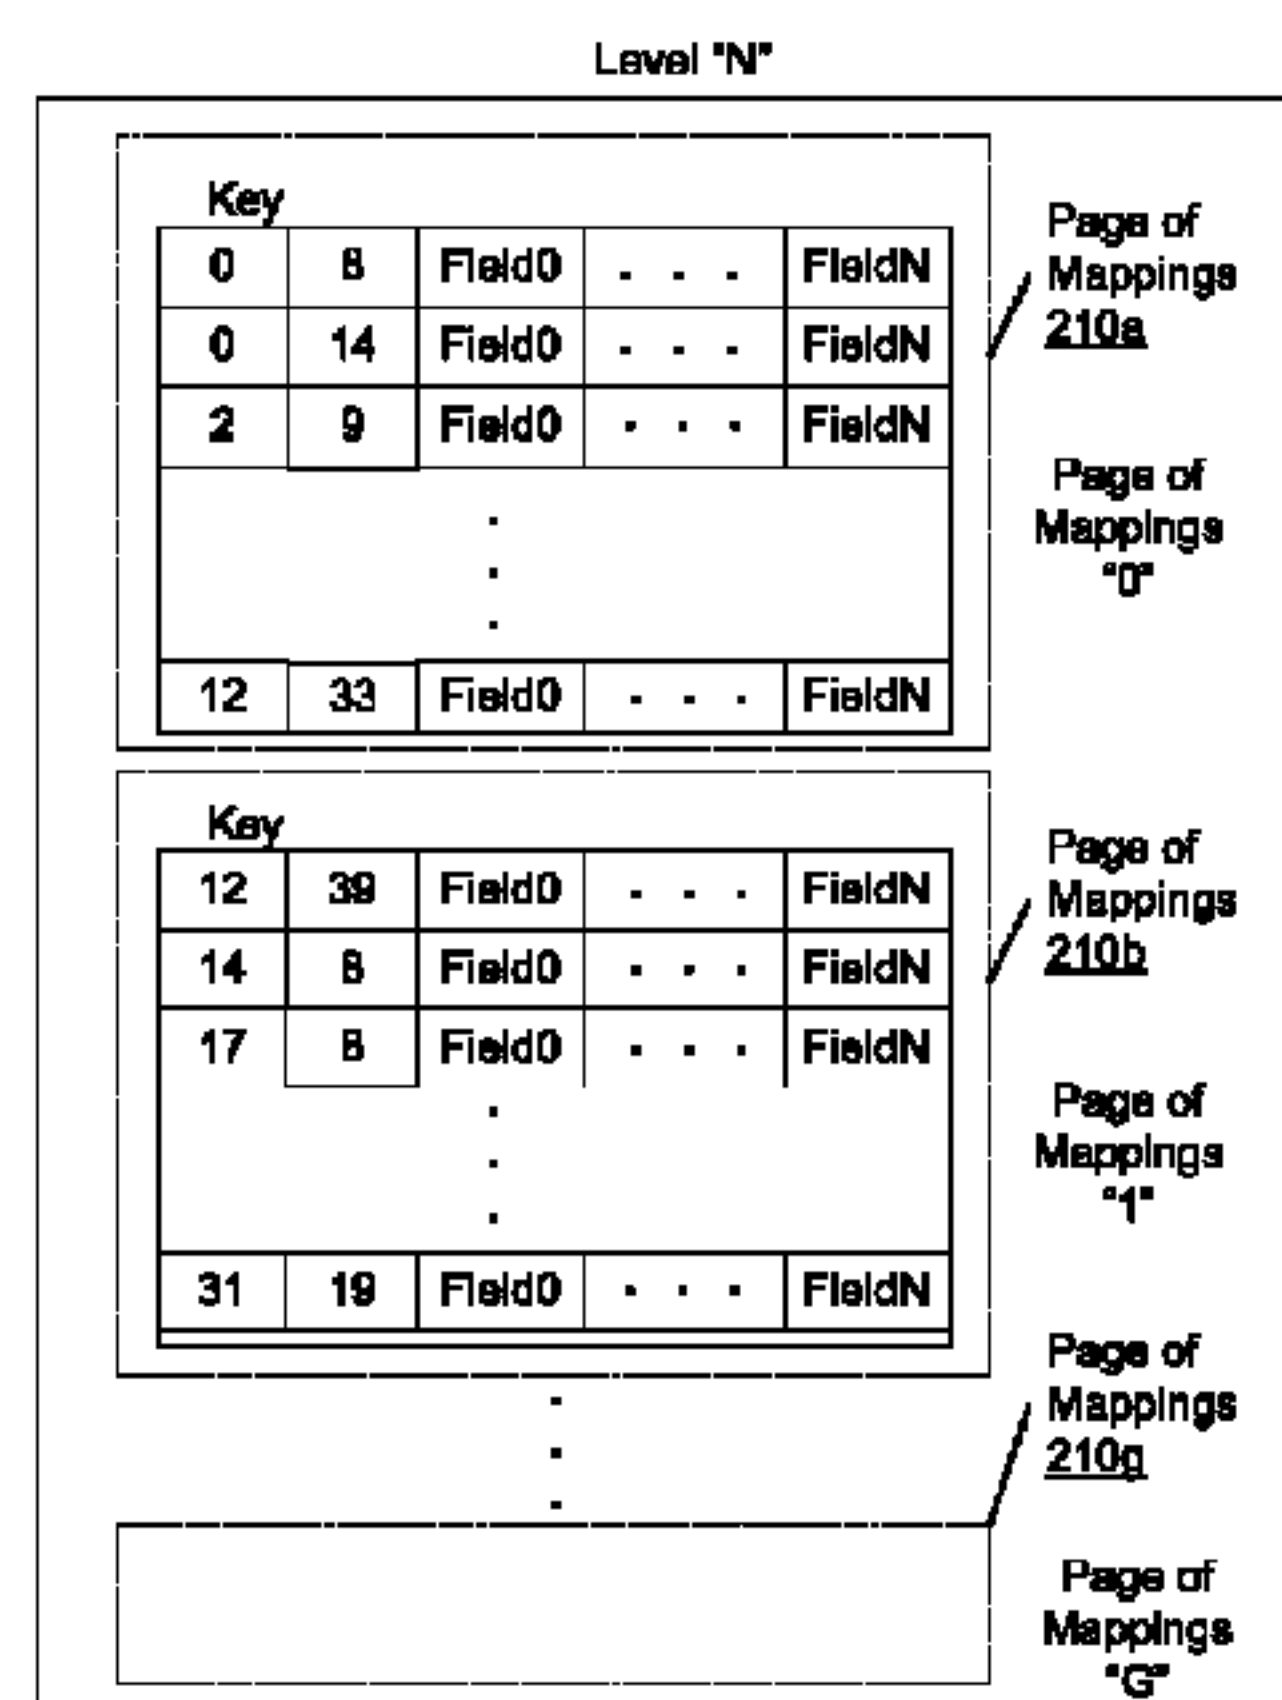 Level "N"
Key
0 8 Field0 . . . FieldN
0 14 Field0 . . . FieldN
2 9 Field0 . . . FieldN
12 33 Field0 . . . FieldN
Page of
Mappings
210a
Page of
Mappings
"0"
Key
12 39 Field0 . . . FieldN
14 8 Field0 . . . FieldN
17 8 Field0 . . . FieldN
31 19 Field0 . . . FieldN
Page of
Mappings
210b
Page of
Mappings
"1"
Page of
Mappings
210g
Page of
Mappings
"G"